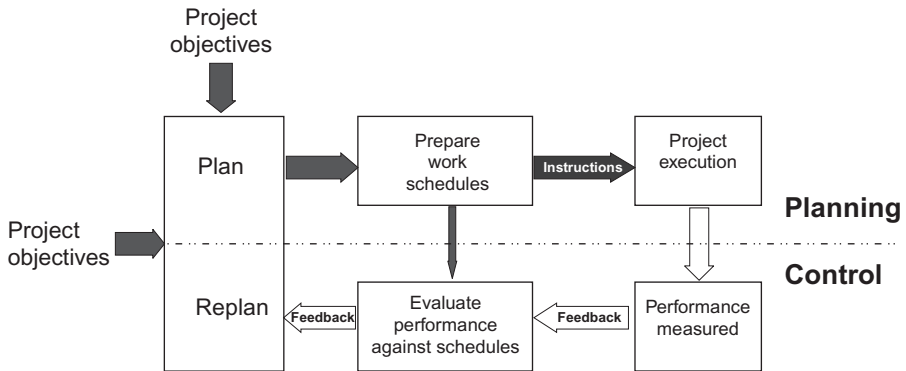 Project
objectives
Plan
Prepare
work
schedules
Instructions
Project
execution
Planning
Project
objectives
Control
Replan
Feedback
Evaluate
performance
against schedules
Feedback
Performance
measured